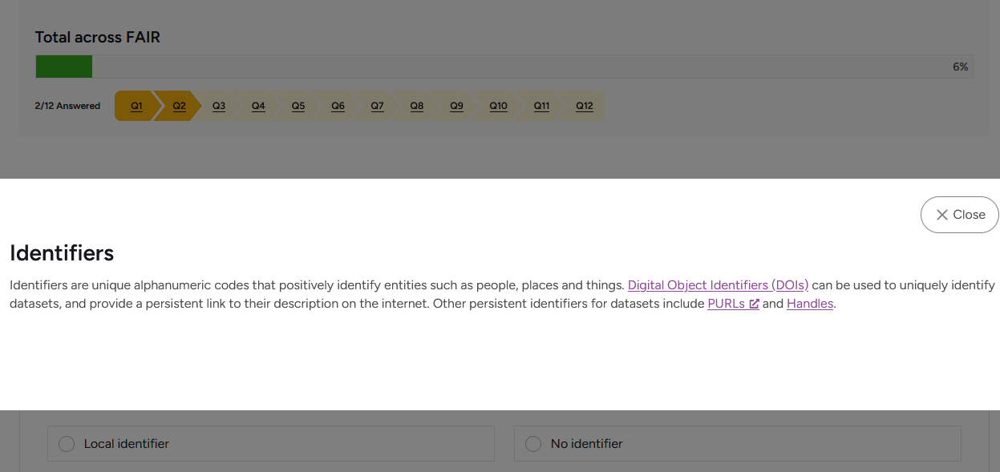 Total across FAIR
6%
2/12 Answered Q1 Q2 Q3 Q4 Q5 Q6 Q7 Q8 Q9 Q10 Q11 Q12
Close
Identifiers
Identifiers are unique alphanumeric codes that positively identify entities such as people, places and things. Digital Object Identifiers (DOIs) can be used to uniquely identify
datasets, and provide a persistent link to their description on the internet. Other persistent identifiers for datasets include PURLs and Handles.
Local identifier No identifier